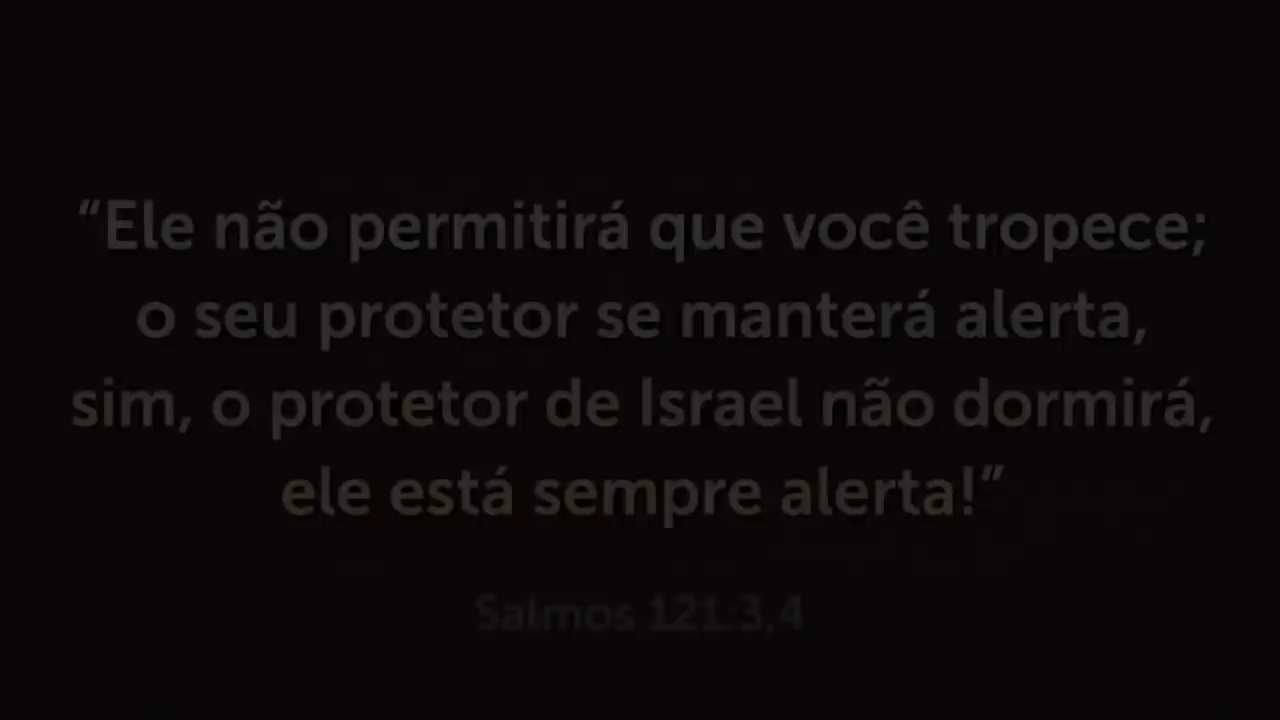 “Ele não permitirá que você tropece;
o seu protetor se manterá alerta,
sim, o protetor de Israel não dormirá,
ele está sempre alerta!”
Salmos 121:3,4